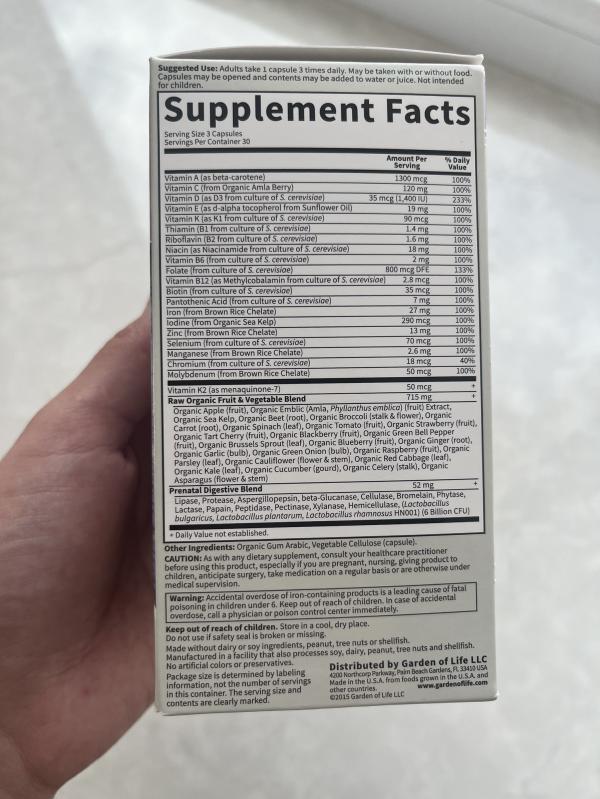 Suggested Use: Adults take 1 capsule 3 times daily. May be taken with or without food.
Capsules may be opened and contents may be added to water or juice. Not intended
for children.
Supplement Facts
Serving Size 3 Capsules
Servings Per Container 30
Amount Per Serving % Daily Value
Vitamin A (as beta-carotene) 1300 mcg 100%
Vitamin C (from Organic Amla Berry) 120 mg 100%
Vitamin D (as D3 from culture of S. cerevisiae) 35 mcg (1,400 IU) 233%
Vitamin E (as d-alpha tocopherol from Sunflower Oil) 19 mg 100%
Vitamin K (as K1 from culture of S. cerevisiae) 90 mcg 100%
Thiamin (B1 from culture of S. cerevisiae) 1.4 mg 100%
Riboflavin (B2 from culture of S. cerevisiae) 1.6 mg 100%
Niacin (as Niacinamide from culture of S. cerevisiae) 18 mg 100%
Vitamin B6 (from culture of S. cerevisiae) 2 mg 100%
Folate (from culture of S. cerevisiae) 800 mcg DFE 133%
Vitamin B12 (as Methylcobalamin from culture of S. cerevisiae) 2.8 mcg 100%
Biotin (from culture of S. cerevisiae) 35 mcg 100%
Pantothenic Acid (from culture of S. cerevisiae) 7 mg 100%
Iron (from Brown Rice Chelate) 27 mg 100%
Iodine (from Organic Sea Kelp) 290 mcg 100%
Zinc (from Brown Rice Chelate) 13 mg 100%
Selenium (from culture of S. cerevisiae) 70 mcg 100%
Manganese (from Brown Rice Chelate) 2.6 mg 100%
Chromium (from culture of S. cerevisiae) 18 mcg 40%
Molybdenum (from Brown Rice Chelate) 50 mcg 100%
Vitamin K2 (as menaquinone-7) 50 mcg +
Raw Organic Fruit & Vegetable Blend 715 mg +
Organic Apple (fruit), Organic Emblic (Amla, Phyllanthus emblica) (fruit) Extract,
Organic Sea Kelp, Organic Beet (root), Organic Broccoli (stalk & flower), Organic
Carrot (root), Organic Spinach (leaf), Organic Tomato (fruit), Organic Strawberry (fruit),
Organic Tart Cherry (fruit), Organic Blackberry (fruit), Organic Green Bell Pepper
(fruit), Organic Brussels Sprout (leaf), Organic Blueberry (fruit), Organic Ginger (root),
Organic Garlic (bulb), Organic Green Onion (bulb), Organic Raspberry (fruit), Organic
Parsley (leaf), Organic Cauliflower (flower & stem), Organic Red Cabbage (leaf),
Organic Kale (leaf), Organic Cucumber (gourd), Organic Celery (stalk), Organic
Asparagus (flower & stem)
Prenatal Digestive Blend 52 mg +
Lipase, Protease, Aspergillopepsin, beta-Glucanase, Cellulase, Bromelain, Phytase,
Lactase, Papain, Peptidase, Pectinase, Xylanase, Hemicellulase, (Lactobacillus
bulgaricus, Lactobacillus plantarum, Lactobacillus rhamnosus HN001) (6 Billion CFU)
+ Daily Value not established.
Other Ingredients: Organic Gum Arabic, Vegetable Cellulose (capsule).
CAUTION: As with any dietary supplement, consult your healthcare practitioner
before using this product, especially if you are pregnant, nursing, giving product to
children, anticipate surgery, take medication on a regular basis or are otherwise under
medical supervision.
Warning: Accidental overdose of iron-containing products is a leading cause of fatal
poisoning in children under 6. Keep out of reach of children. In case of accidental
overdose, call a physician or poison control center immediately.
Keep out of reach of children. Store in a cool, dry place.
Do not use if safety seal is broken or missing.
Made without dairy or soy ingredients, peanut, tree nuts or shellfish.
Manufactured in a facility that also processes soy, dairy, peanut, tree nuts and shellfish.
No artificial colors or preservatives.
Package size is determined by labeling
information, not the number of servings
in this container. The serving size and
contents are clearly marked.
Distributed by Garden of Life LLC
4200 Northcorp Parkway, Palm Beach Gardens, FL 33410 USA
Made in the U.S.A. from foods grown in the U.S.A. and
other countries. www.gardenoflife.com
©2015 Garden of Life LLC